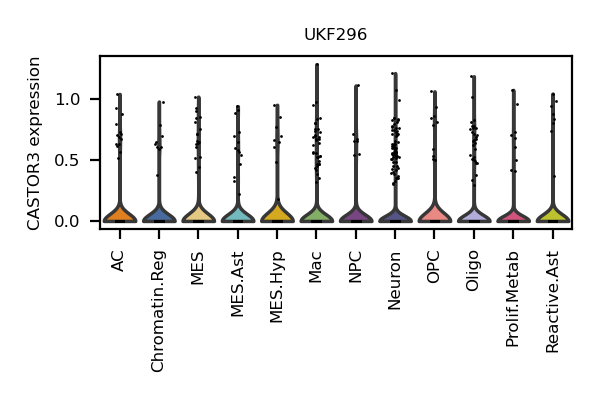 UKF296
CASTOR3 expression
1.0
0.5
0.0
AC
Chromatin.Reg
MES
MES.Ast
MES.Hyp
Mac
NPC
Neuron
OPC
Oligo
Prolif.Metab
Reactive.Ast